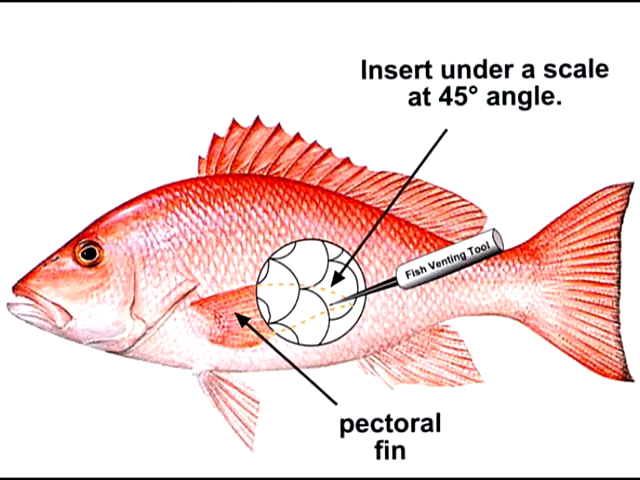 Insert under a scale
at 45° angle.
Fish Venting Tool
pectoral
fin